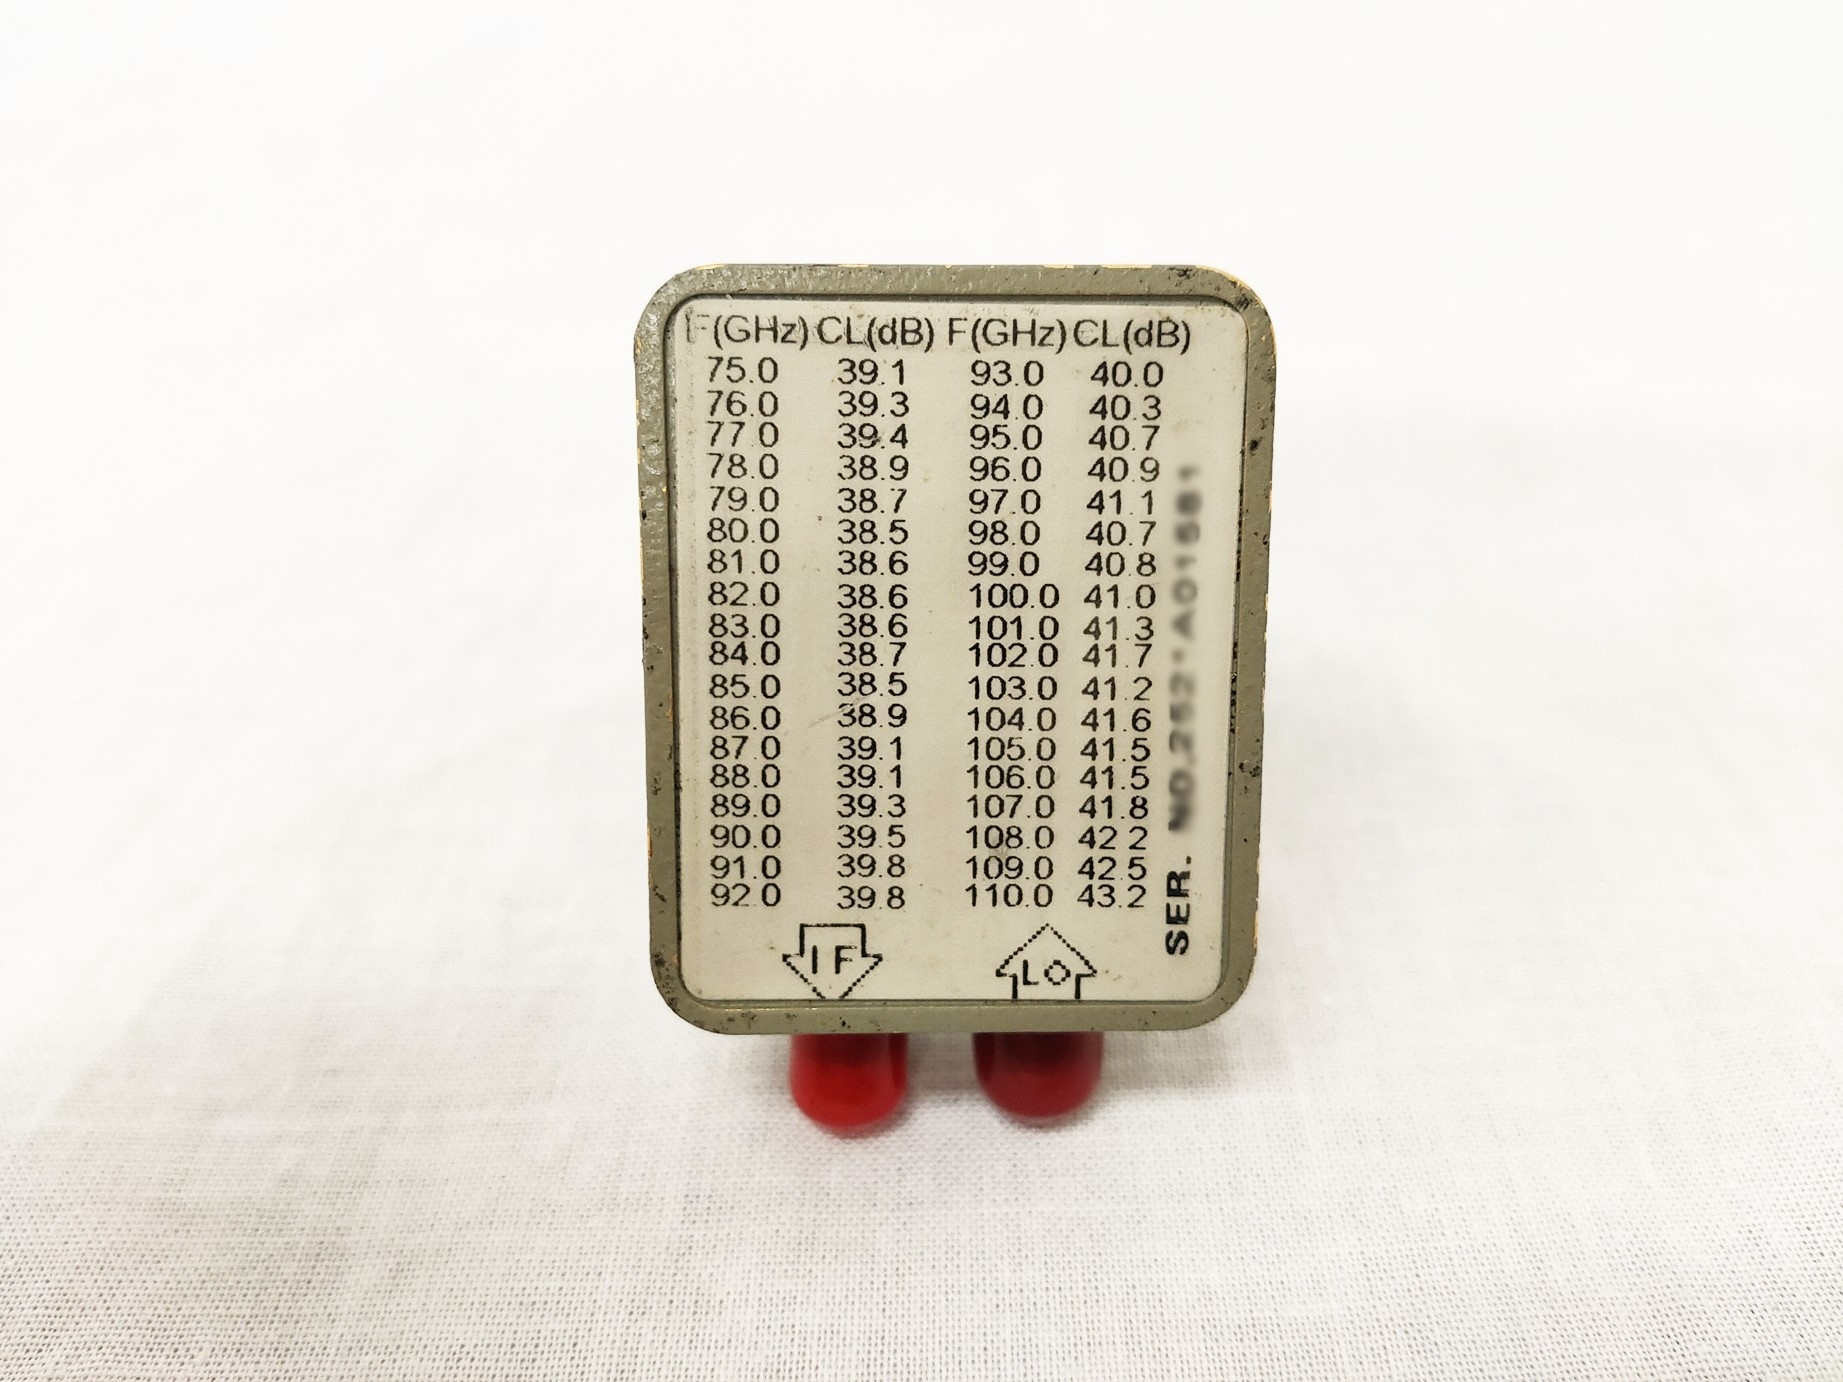 F(GHz) CL(dB) F(GHz) CL(dB)
75.0 39.1 93.0 40.0
76.0 39.3 94.0 40.3
77.0 39.4 95.0 40.7
78.0 38.9 96.0 40.9
79.0 38.7 97.0 41.1
80.0 38.5 98.0 40.7
81.0 38.6 99.0 40.8
82.0 38.6 100.0 41.0
83.0 38.6 101.0 41.3
84.0 38.7 102.0 41.7
85.0 38.5 103.0 41.2
86.0 38.9 104.0 41.6
87.0 39.1 105.0 41.5
88.0 39.1 106.0 41.5
89.0 39.3 107.0 41.8
90.0 39.5 108.0 42.2
91.0 39.8 109.0 42.5
92.0 39.8 110.0 43.2
IF LO
SER. NO.